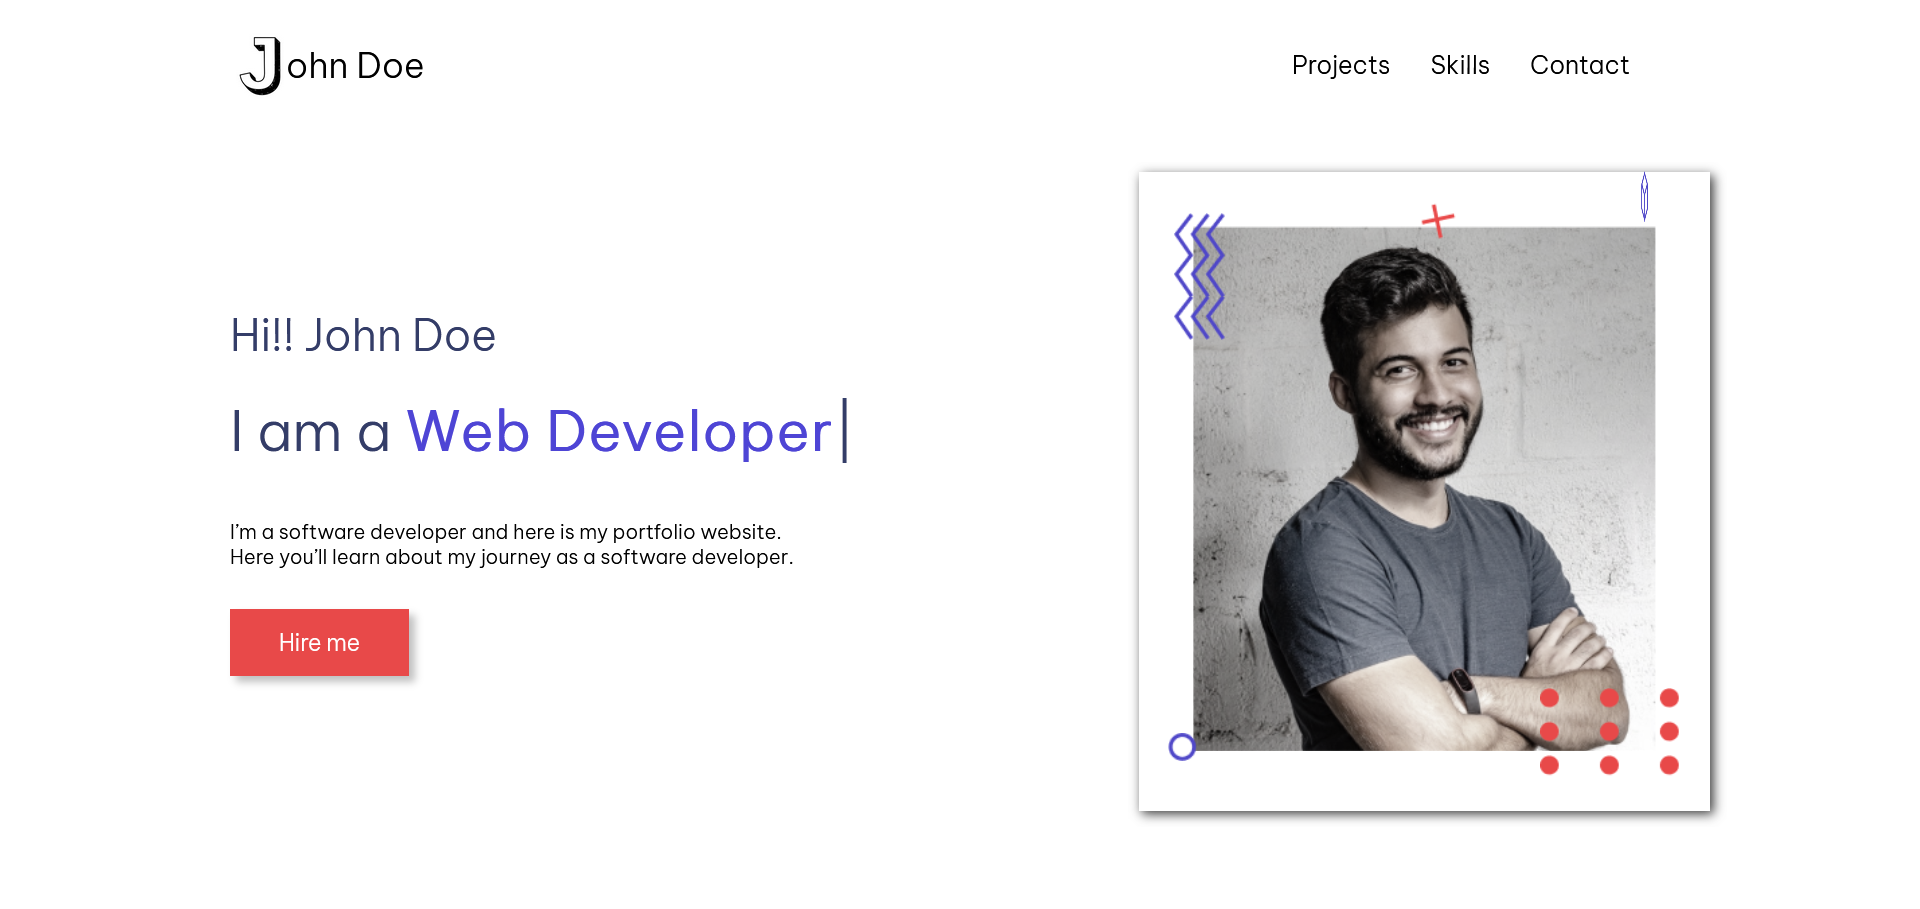 John Doe
Projects Skills Contact
Hi!! John Doe
I am a Web Developer|
I’m a software developer and here is my portfolio website.
Here you’ll learn about my journey as a software developer.
Hire me